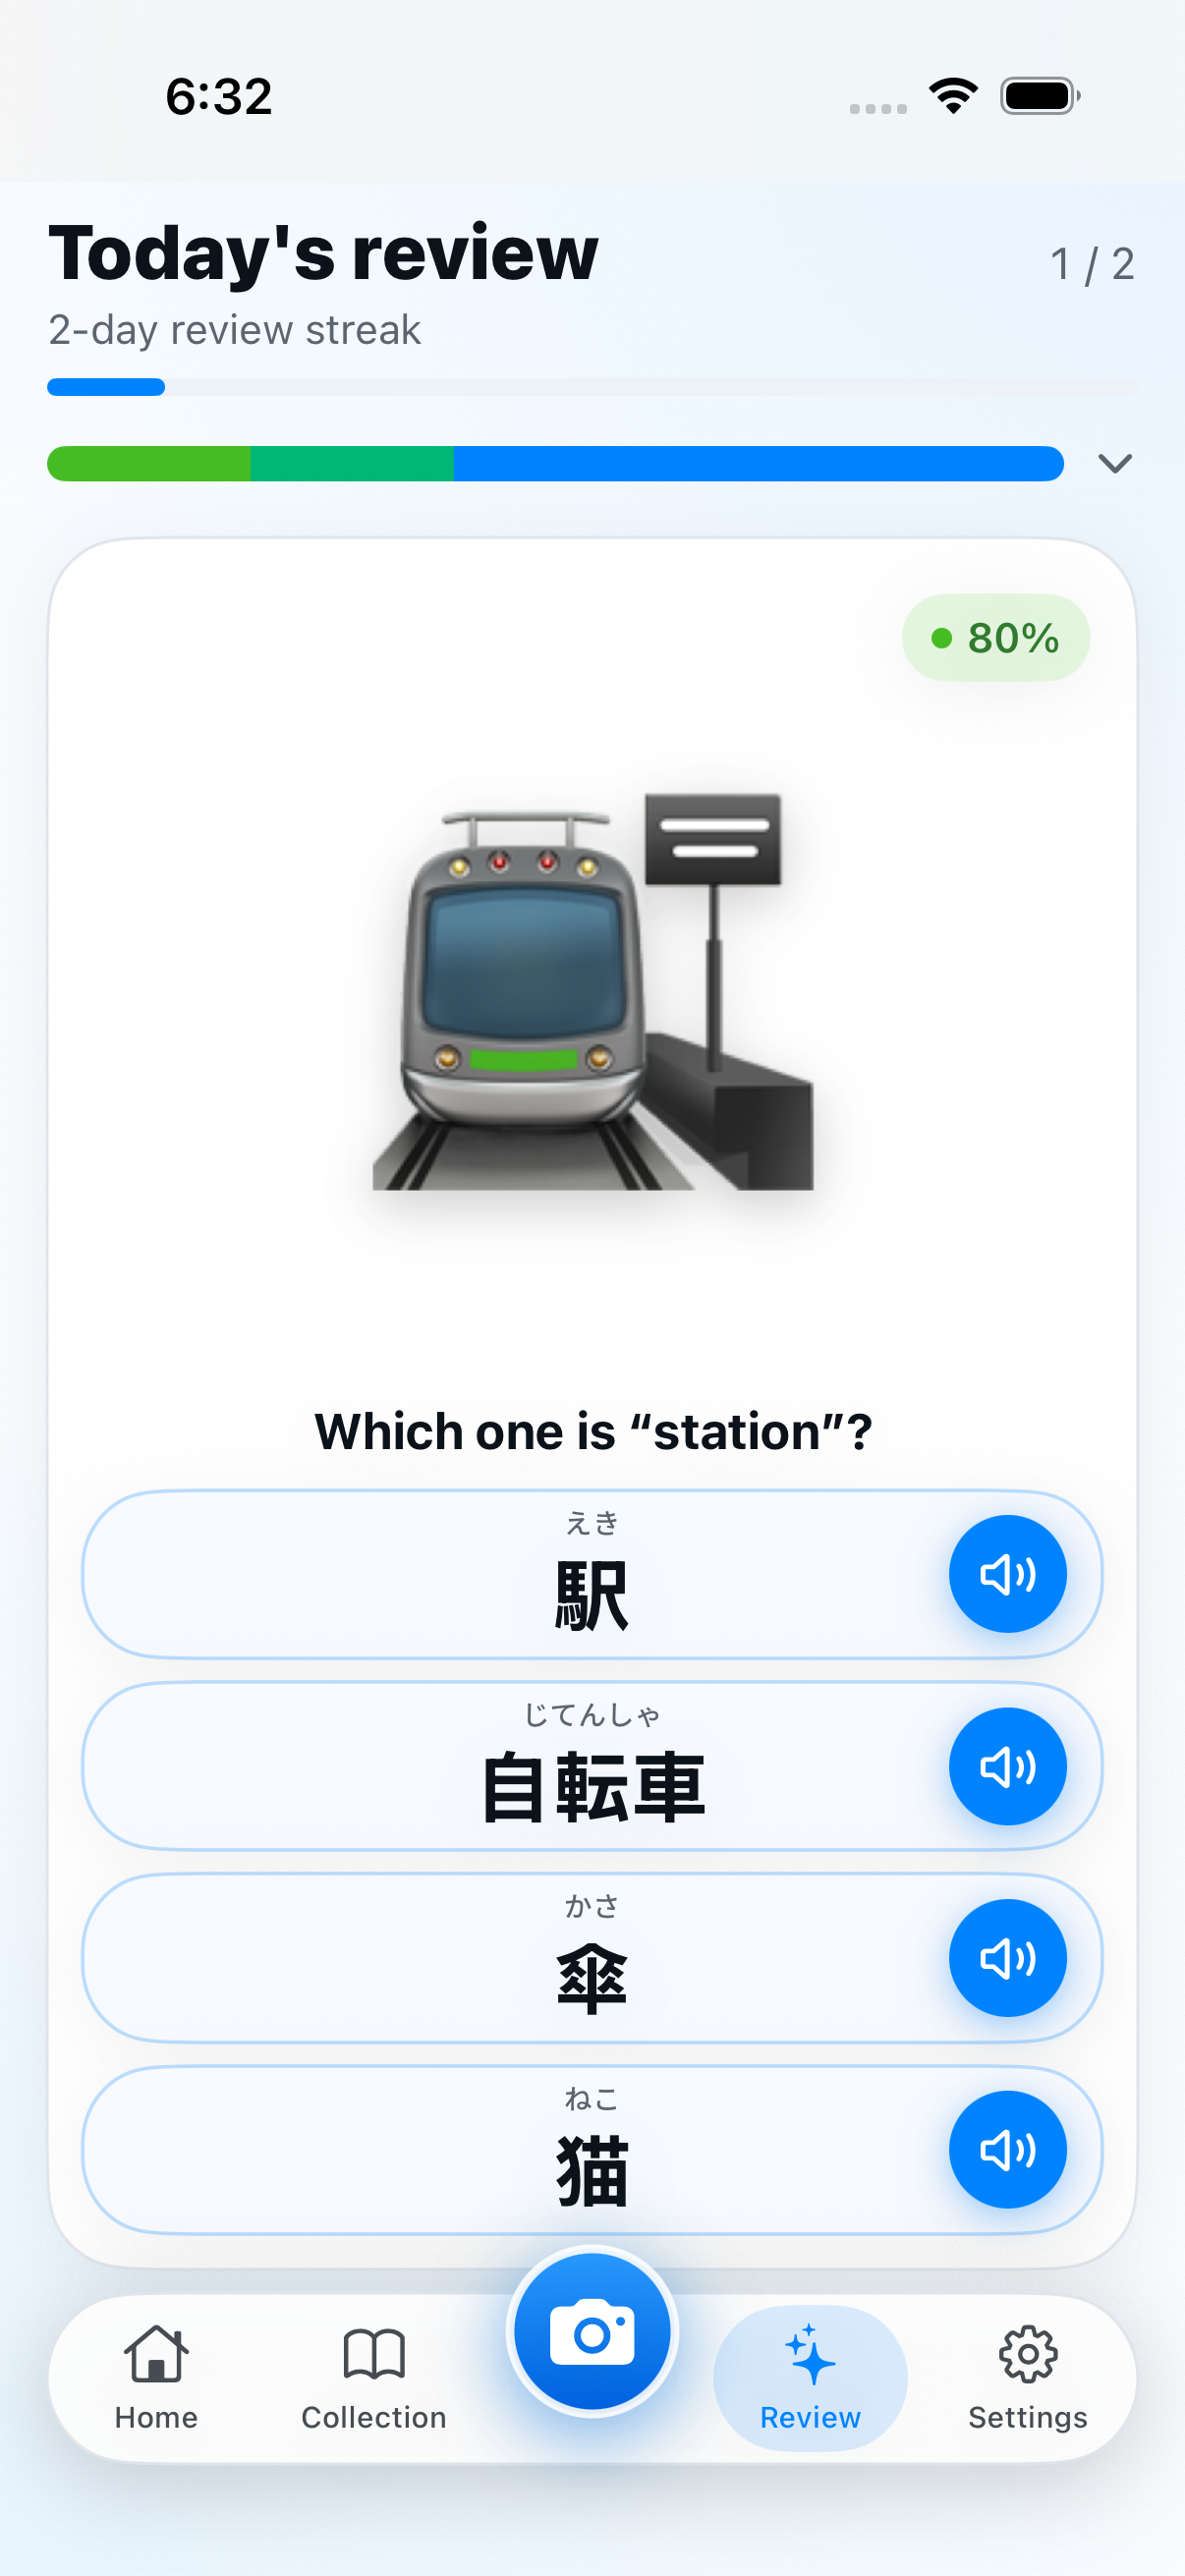 6:32
Today's review
1 / 2
2-day review streak
80%
Which one is “station”?
えき
駅
じてんしゃ
自転車
かさ
傘
ねこ
猫
Home
Collection
Review
Settings